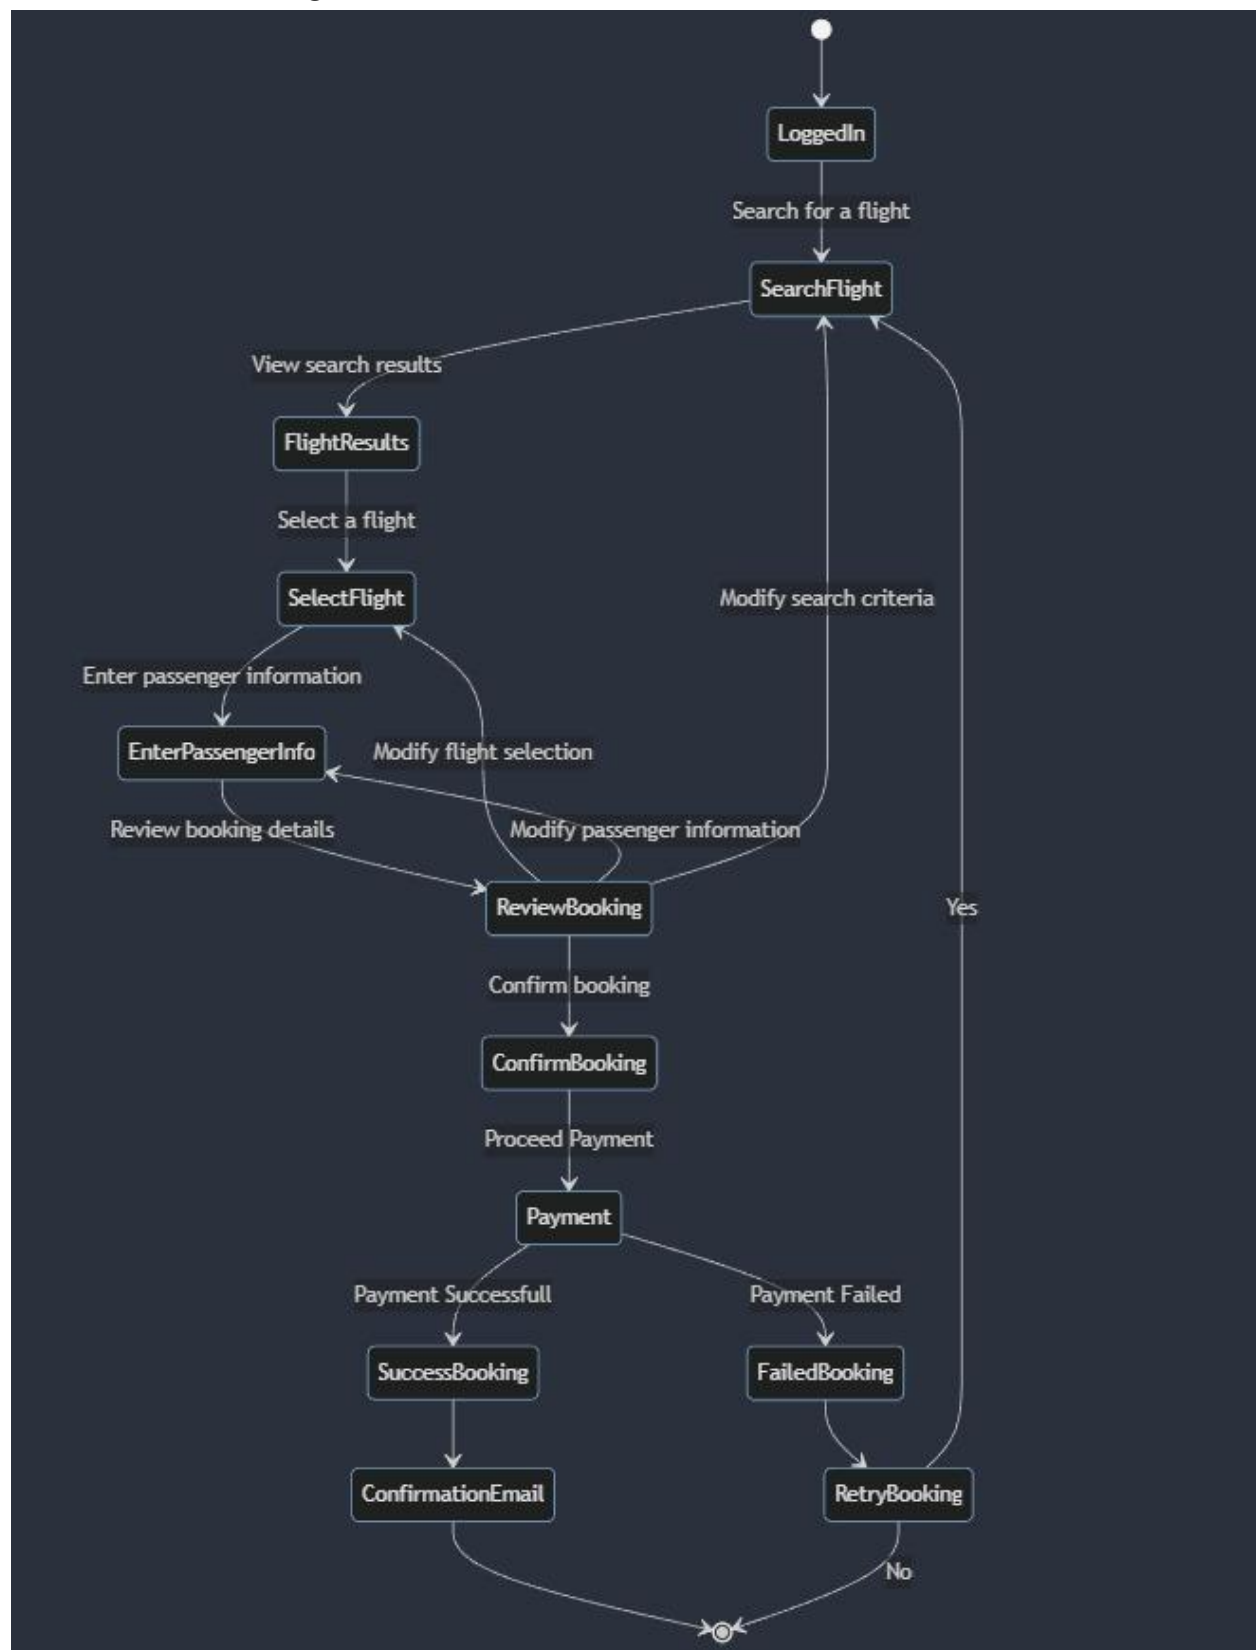 LoggedIn
Search for a flight
SearchFlight
View search results
FlightResults
Select a flight
SelectFlight
Modify search criteria
Enter passenger information
EnterPassengerInfo
Modify flight selection
Review booking details
Modify passenger information
ReviewBooking
Yes
Confirm booking
ConfirmBooking
Proceed Payment
Payment
Payment Successfull
Payment Failed
SuccessBooking
FailedBooking
ConfirmationEmail
RetryBooking
No